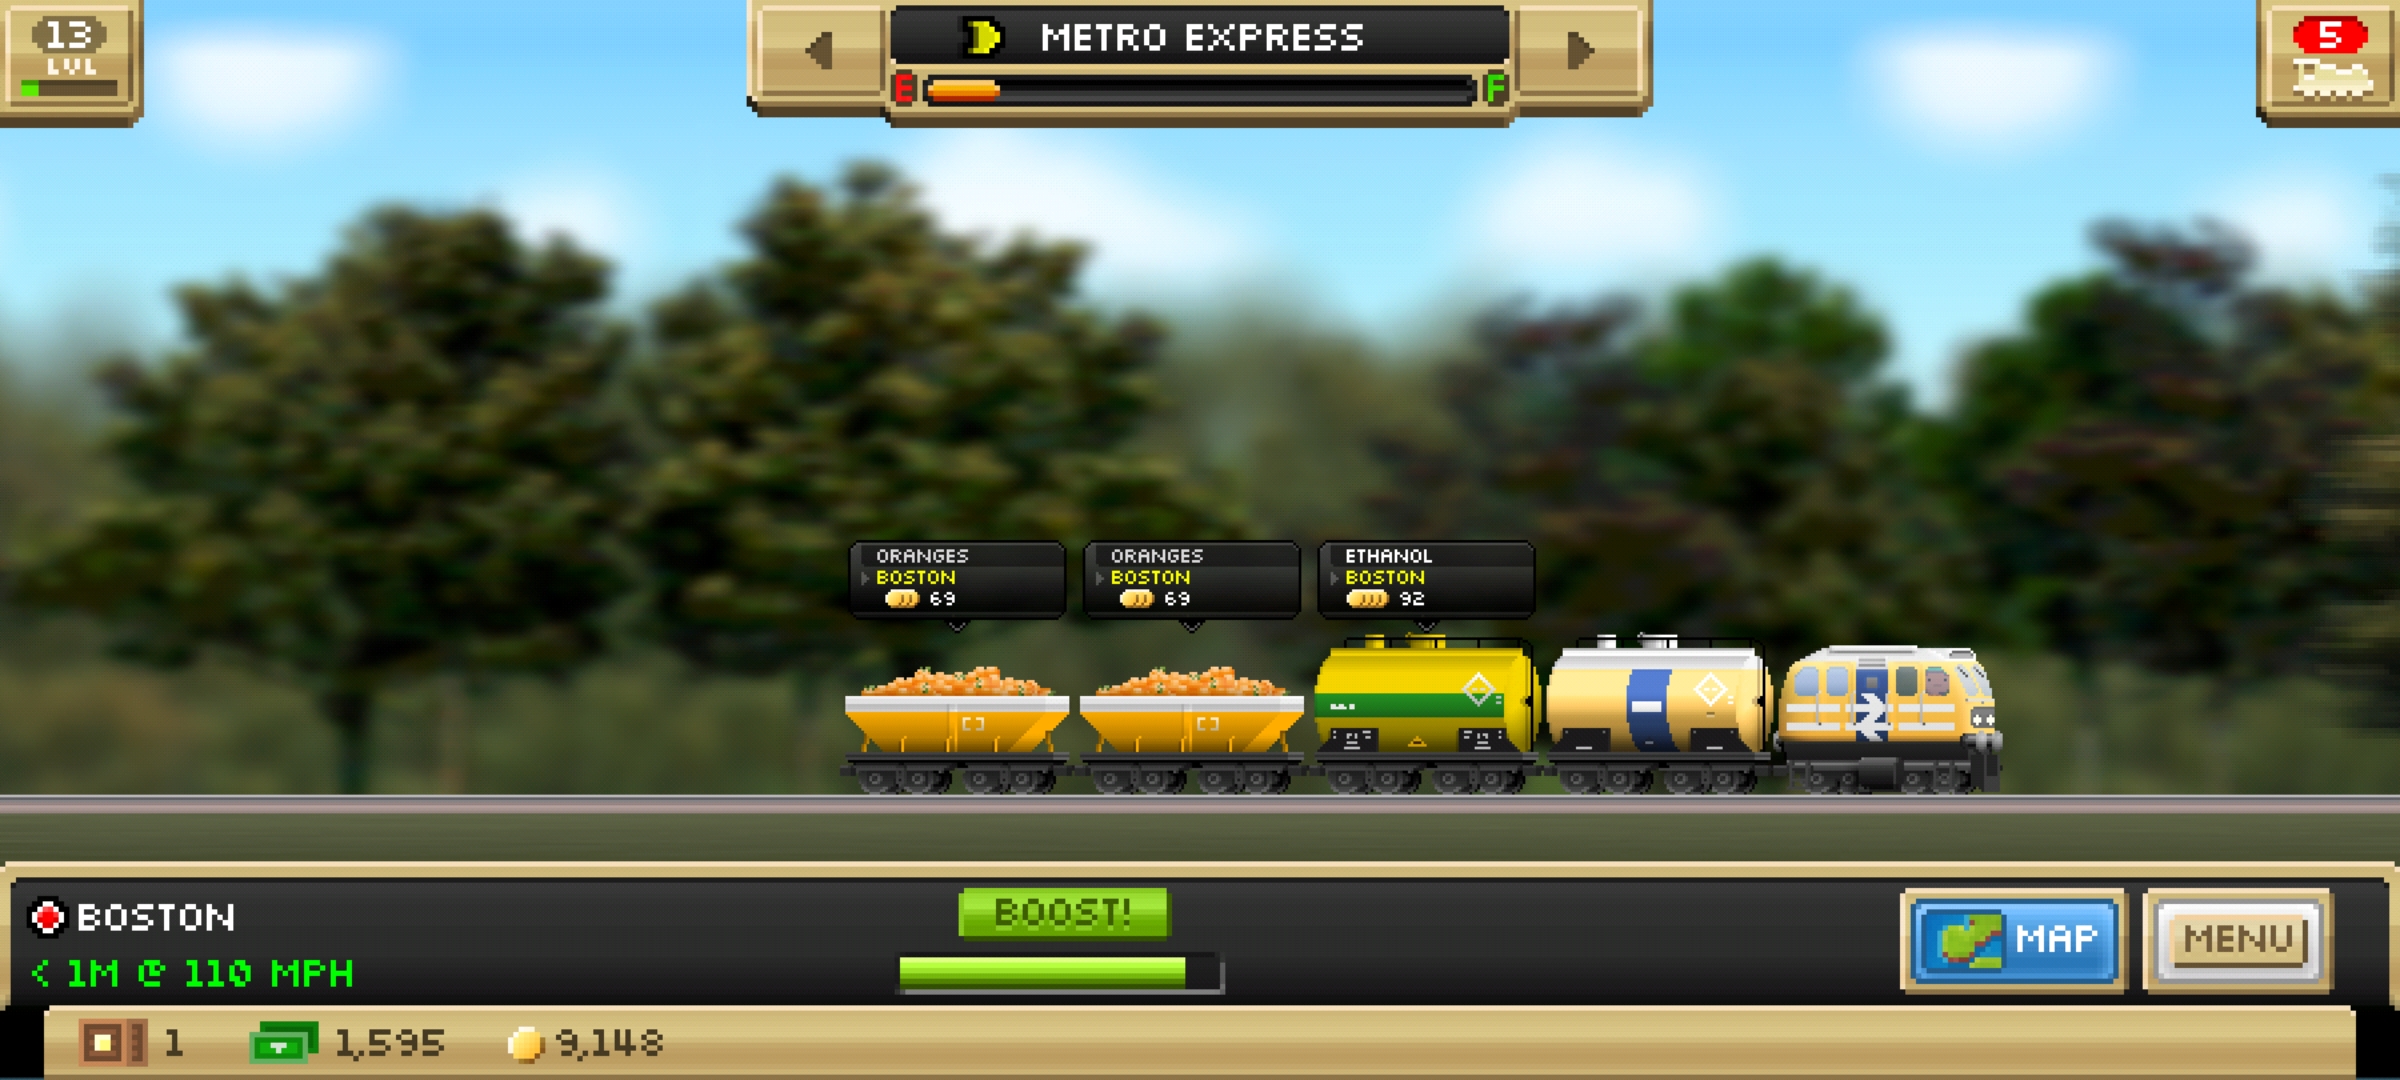 13
LVL
METRO EXPRESS
E
F
5
ORANGES
BOSTON
69
ORANGES
BOSTON
69
ETHANOL
BOSTON
92
BOSTON
< 1M @ 110 MPH
BOOST!
MAP
MENU
1
1,595
9,148